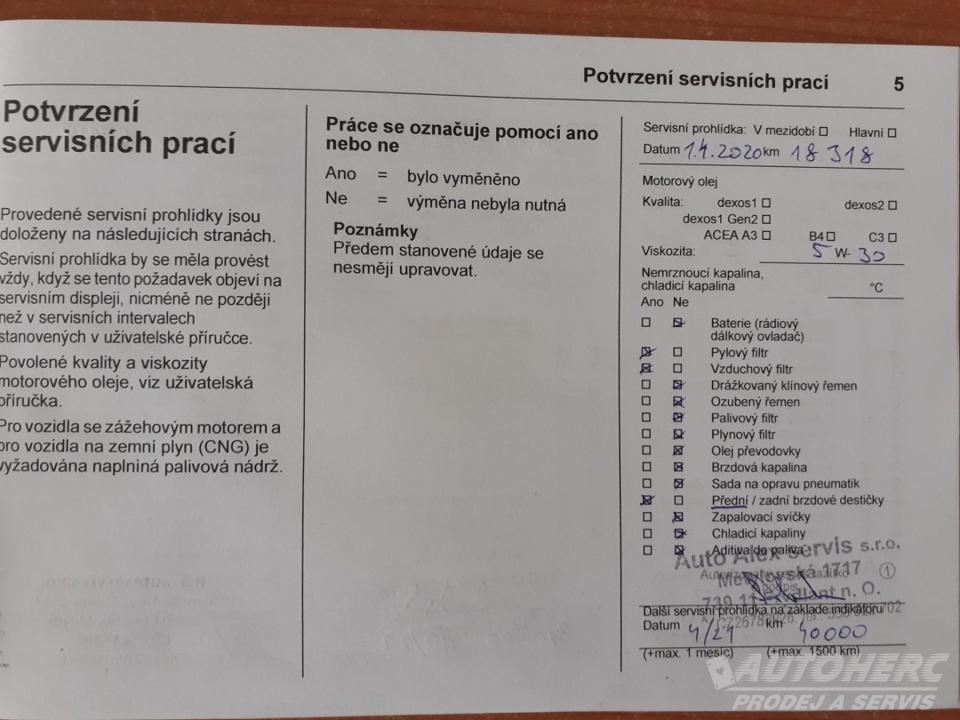 Potvrzení servisních prací 5
Potvrzení
servisních prací
Provedené servisní prohlídky jsou
doloženy na následujících stranách.
Servisní prohlídka by se měla provést
vždy, když se tento požadavek objeví na
servisním displeji, nicméně ne později
než v servisních intervalech
stanovených v uživatelské příručce.
Povolené kvality a viskozity
motorového oleje, viz uživatelská
příručka.
Pro vozidla se zážehovým motorem a
pro vozidla na zemní plyn (CNG) je
vyžadována naplniná palivová nádrž.
Práce se označuje pomocí ano
nebo ne
Ano = bylo vyměněno
Ne = výměna nebyla nutná
Poznámky
Předem stanovené údaje se
nesmějí upravovat.
Servisní prohlídka: V mezidobí ☐ Hlavní ☐
Datum 1.4.2020 km 18 318
Motorový olej
Kvalita: dexos1 ☐ dexos2 ☐
dexos1 Gen2 ☐
ACEA A3 ☐ B4 ☐ C3 ☐
Viskozita: 5 W- 30
Nemrznoucí kapalina,
chladicí kapalina °C
Ano Ne
☐ ☒ Baterie (rádiový
dálkový ovladač)
☒ ☐ Pylový filtr
☒ ☐ Vzduchový filtr
☐ ☒ Drážkovaný klínový řemen
☐ ☒ Ozubený řemen
☐ ☒ Palivový filtr
☐ ☒ Plynový filtr
☐ ☒ Olej převodovky
☐ ☒ Brzdová kapalina
☐ ☒ Sada na opravu pneumatik
☒ ☐ Přední / zadní brzdové destičky
☐ ☒ Zapalovací svíčky
☐ ☒ Chladicí kapaliny
☐ ☒ Aditiva do paliva
Auto Alex servis s.r.o.
1717 1
n. O.
Další servisní prohlídka na základě indikátoru
Datum 4/21 km 40000
(+max. 1 měsíc) (+max. 1500 km)
AUTOHERC
PRODEJ A SERVIS